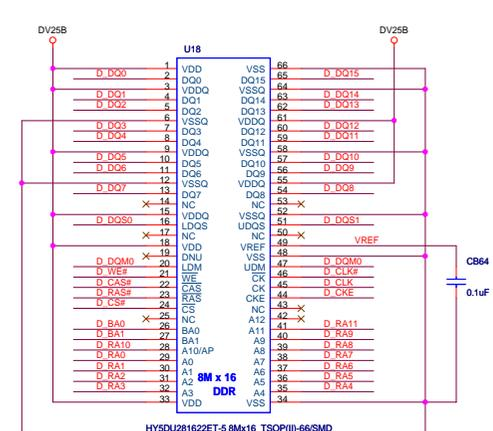 DV25B DV25B
U18
1 VDD VSS 66
D_DQ0 2 DQ0 DQ15 65 D_DQ15
3 VDDQ VSSQ 64
D_DQ1 4 DQ1 DQ14 63 D_DQ14
D_DQ2 5 DQ2 DQ13 62 D_DQ13
6 VSSQ VDDQ 61
D_DQ3 7 DQ3 DQ12 60 D_DQ12
D_DQ4 8 DQ4 DQ11 59 D_DQ11
9 VDDQ VSSQ 58
D_DQ5 10 DQ5 DQ10 57 D_DQ10
D_DQ6 11 DQ6 DQ9 56 D_DQ9
12 VSSQ VDDQ 55
D_DQ7 13 DQ7 DQ8 54 D_DQ8
14 NC NC 53
15 VDDQ VSSQ 52
D_DQS0 16 LDQS UDQS 51 D_DQS1
17 NC NC 50
18 VDD VREF 49 VREF
19 DNU VSS 48
D_DQM0 20 LDM UDM 47 D_DQM0
D_WE# 21 WE CK 46 D_CLK#
D_CAS# 22 CAS CK 45 D_CLK
D_RAS# 23 RAS CKE 44 D_CKE
D_CS# 24 CS NC 43
25 NC A12 42
D_BA0 26 BA0 A11 41 D_RA11
D_BA1 27 BA1 A9 40 D_RA9
D_RA10 28 A10/AP A8 39 D_RA8
D_RA0 29 A0 A7 38 D_RA7
D_RA1 30 A1 A6 37 D_RA6
D_RA2 31 A2 A5 36 D_RA5
D_RA3 32 A3 A4 35 D_RA4
33 VDD VSS 34
8M x 16
DDR
CB64
0.1uF
HY5DU281622ET-5 8Mx16 TSOP(II)-66/SMD